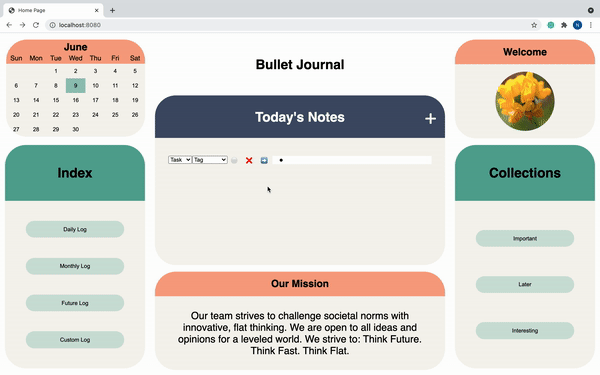 Home Page
localhost:8080
N
June
Sun Mon Tue Wed Thu Fri Sat
1 2 3 4 5
6 7 8 9 10 11 12
13 14 15 16 17 18 19
20 21 22 23 24 25 26
27 28 29 30
Index
Daily Log
Monthly Log
Future Log
Custom Log
Bullet Journal
Today's Notes +
Task Tag
Our Mission
Our team strives to challenge societal norms with
innovative, flat thinking. We are open to all ideas and
opinions for a leveled world. We strive to: Think Future.
Think Fast. Think Flat.
Welcome
Collections
Important
Later
Interesting